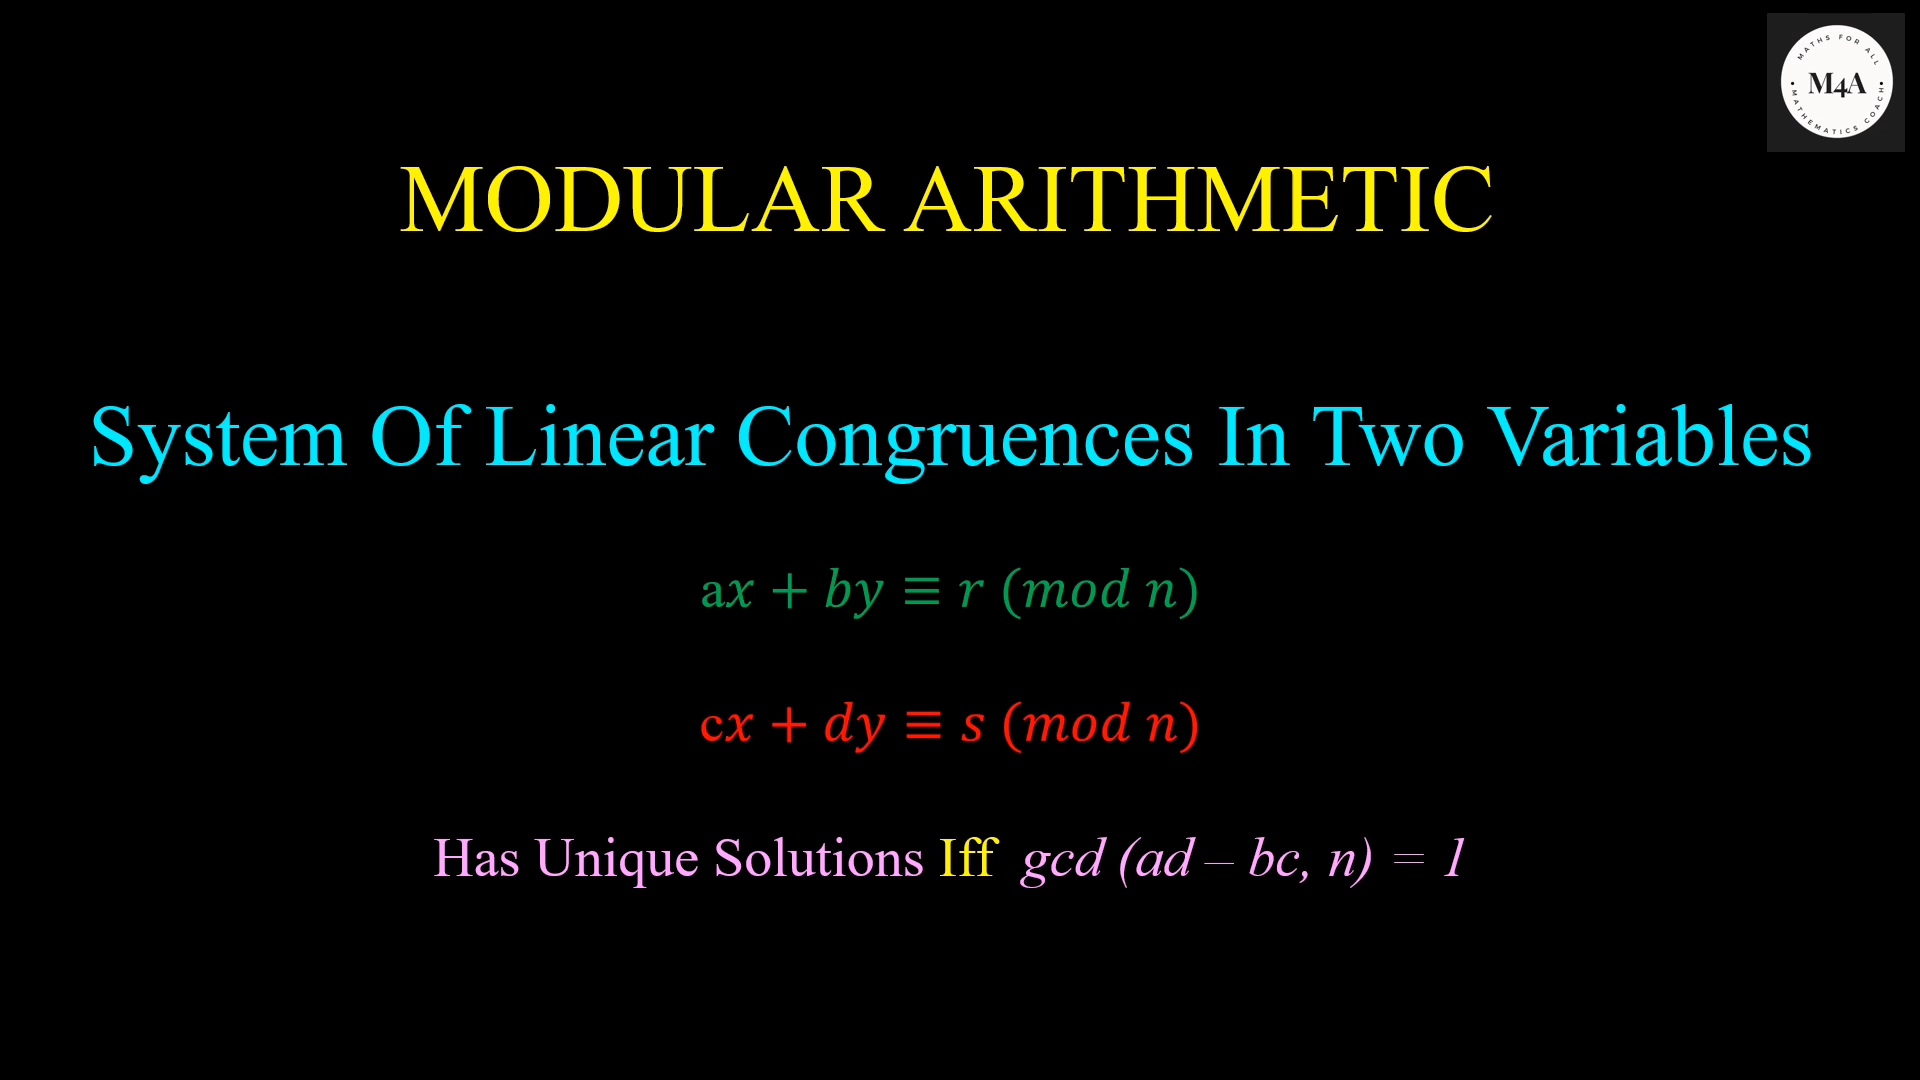 MATHS FOR ALL
M4A
MATHEMATICS COACH
MODULAR ARITHMETIC
System Of Linear Congruences In Two Variables
ax + by ≡ r (mod n)
cx + dy ≡ s (mod n)
Has Unique Solutions Iff gcd (ad – bc, n) = 1